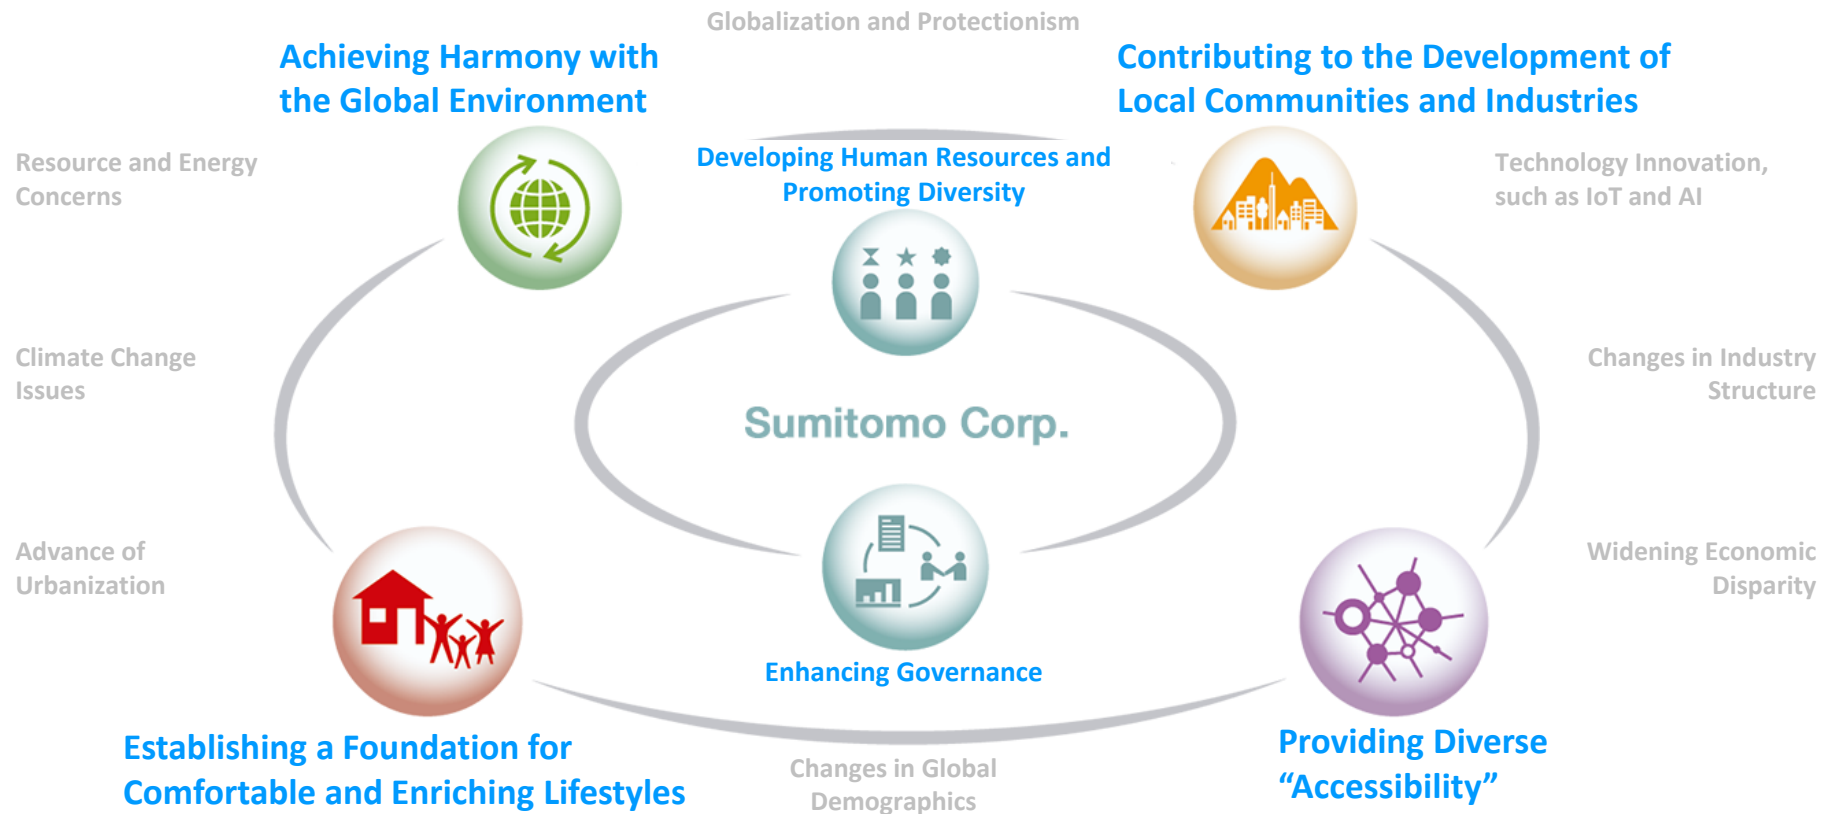 Globalization and Protectionism
Achieving Harmony with
the Global Environment
Contributing to the Development of
Local Communities and Industries
Resource and Energy
Concerns
Developing Human Resources and
Promoting Diversity
Technology Innovation,
such as IoT and AI
Climate Change
Issues
Changes in Industry
Structure
Sumitomo Corp.
Advance of
Urbanization
Widening Economic
Disparity
Enhancing Governance
Establishing a Foundation for
Comfortable and Enriching Lifestyles
Changes in Global
Demographics
Providing Diverse
“Accessibility”